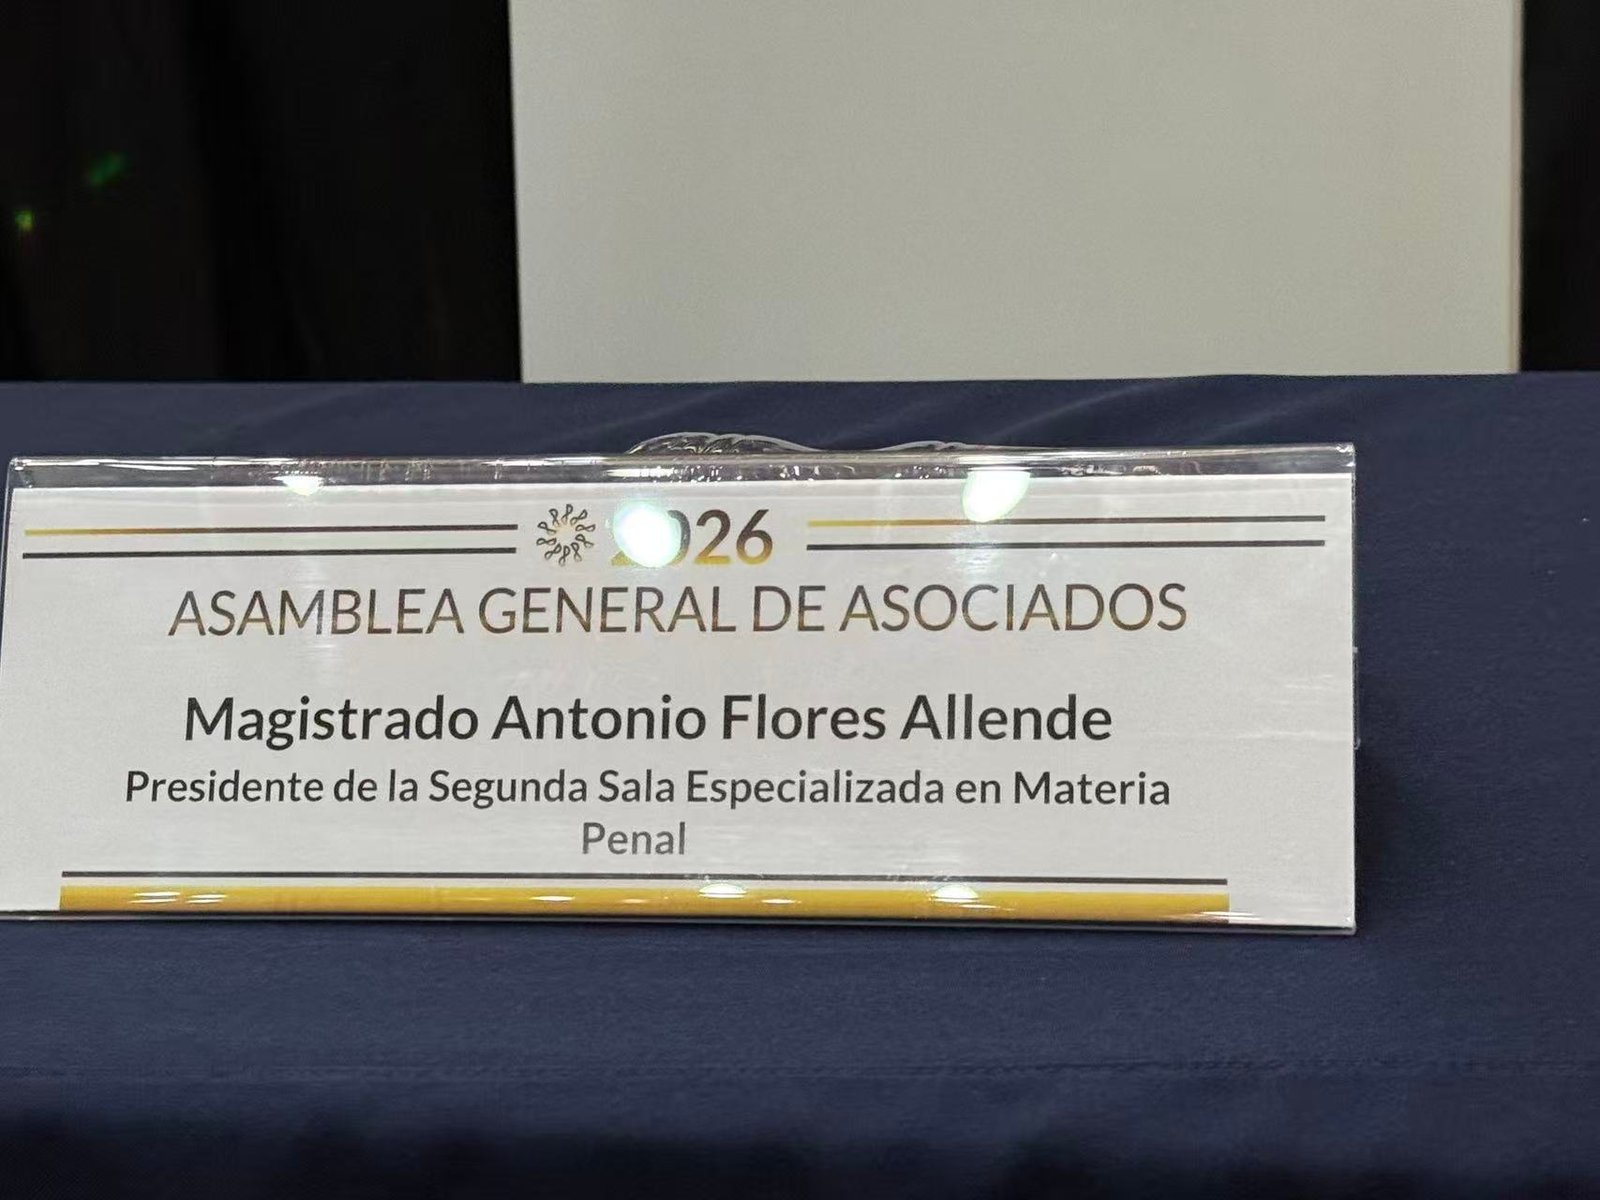 2026
ASAMBLEA GENERAL DE ASOCIADOS
Magistrado Antonio Flores Allende
Presidente de la Segunda Sala Especializada en Materia
Penal